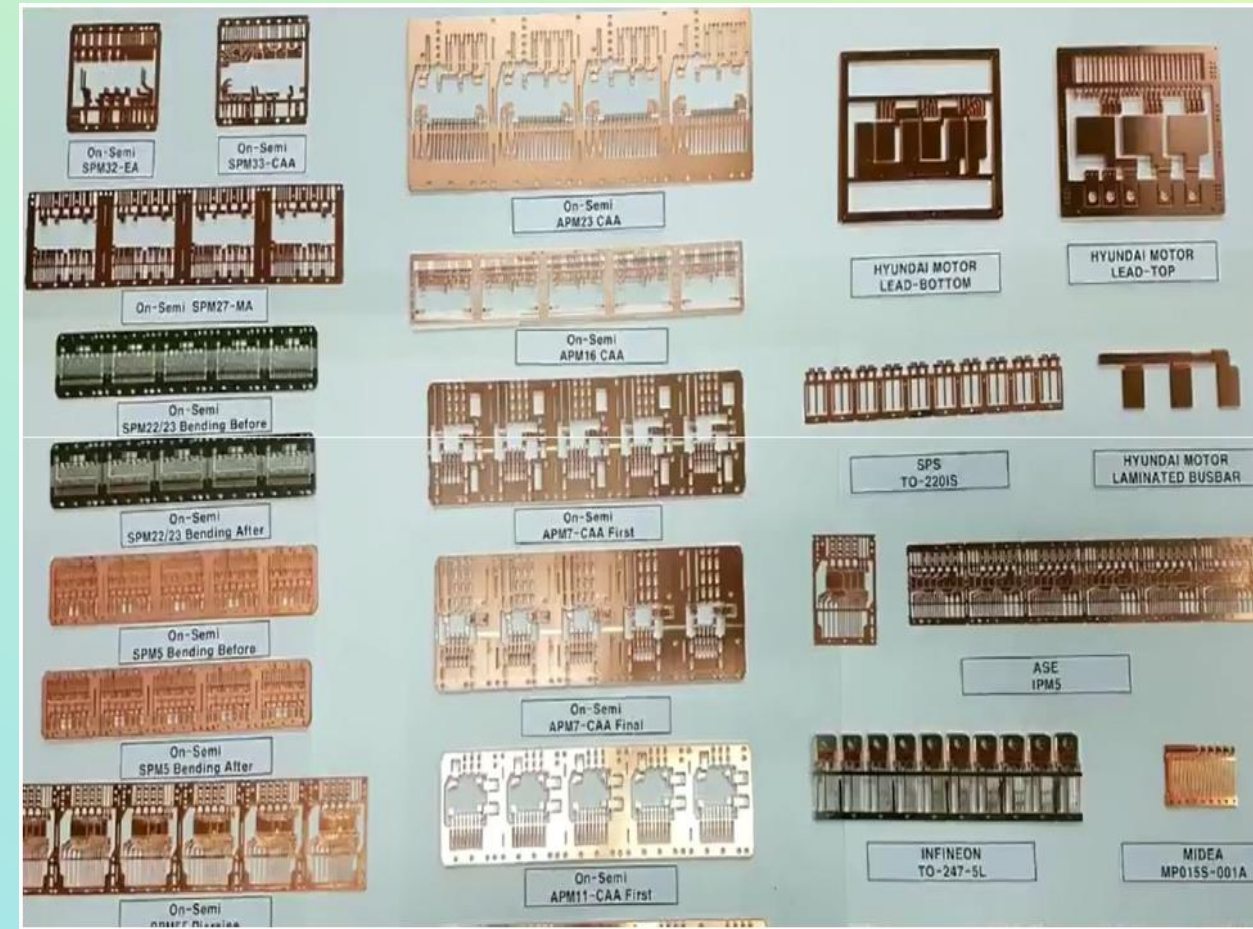 On-Semi
SPM32-EA
On-Semi
SPM33-CAA
On-Semi SPM27-MA
On-Semi
SPM22/23 Bending Before
On-Semi
SPM22/23 Bending After
On-Semi
SPM5 Bending Before
On-Semi
SPM5 Bending After
On-Semi
On-Semi
APM23 CAA
On-Semi
APM16 CAA
On-Semi
APM7-CAA First
On-Semi
APM7-CAA Final
On-Semi
APM11-CAA First
HYUNDAI MOTOR
LEAD-BOTTOM
HYUNDAI MOTOR
LEAD-TOP
SPS
TO-220IS
HYUNDAI MOTOR
LAMINATED BUSBAR
ASE
IPM5
INFINEON
TO-247-5L
MIDEA
MP015S-001A